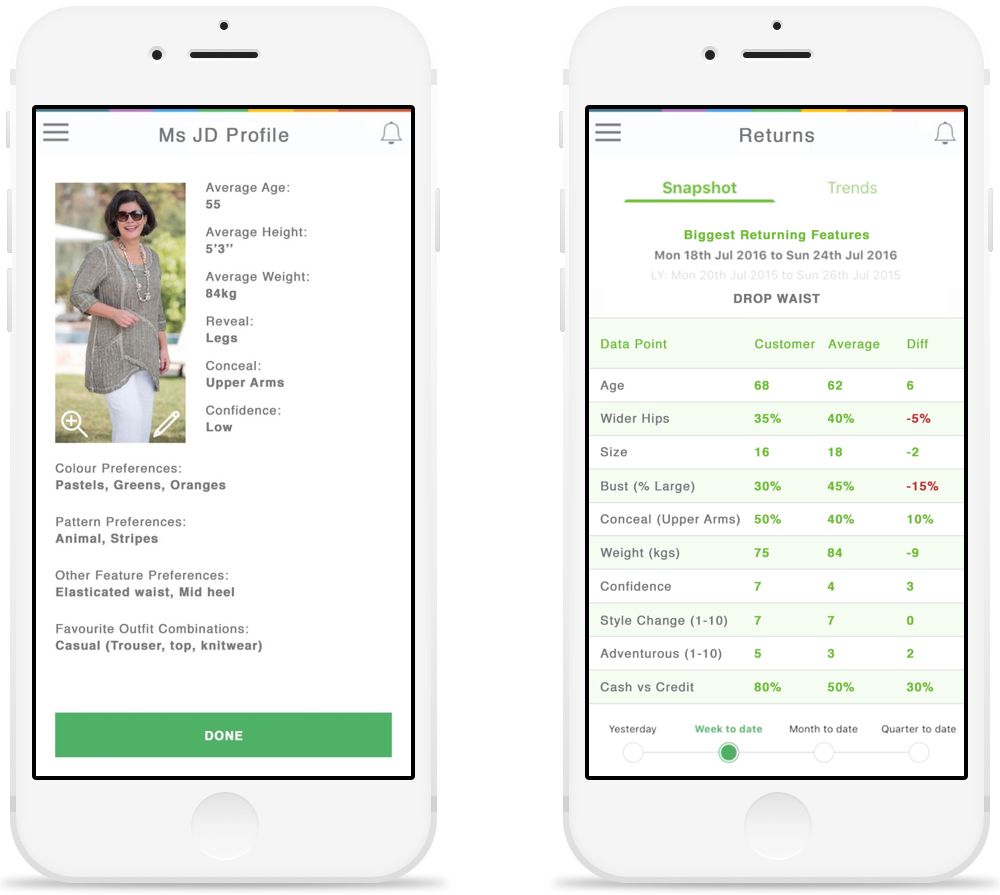 Ms JD Profile
Average Age:
55
Average Height:
5’3’’
Average Weight:
84kg
Reveal:
Legs
Conceal:
Upper Arms
Confidence:
Low
Colour Preferences:
Pastels, Greens, Oranges
Pattern Preferences:
Animal, Stripes
Other Feature Preferences:
Elasticated waist, Mid heel
Favourite Outfit Combinations:
Casual (Trouser, top, knitwear)
DONE
Returns
Snapshot Trends
Biggest Returning Features
Mon 18th Jul 2016 to Sun 24th Jul 2016
LY: Mon 20th Jul 2015 to Sun 26th Jul 2015
DROP WAIST
Data Point Customer Average Diff
Age 68 62 6
Wider Hips 35% 40% -5%
Size 16 18 -2
Bust (% Large) 30% 45% -15%
Conceal (Upper Arms) 50% 40% 10%
Weight (kgs) 75 84 -9
Confidence 7 4 3
Style Change (1-10) 7 7 0
Adventurous (1-10) 5 3 2
Cash vs Credit 80% 50% 30%
Yesterday Week to date Month to date Quarter to date